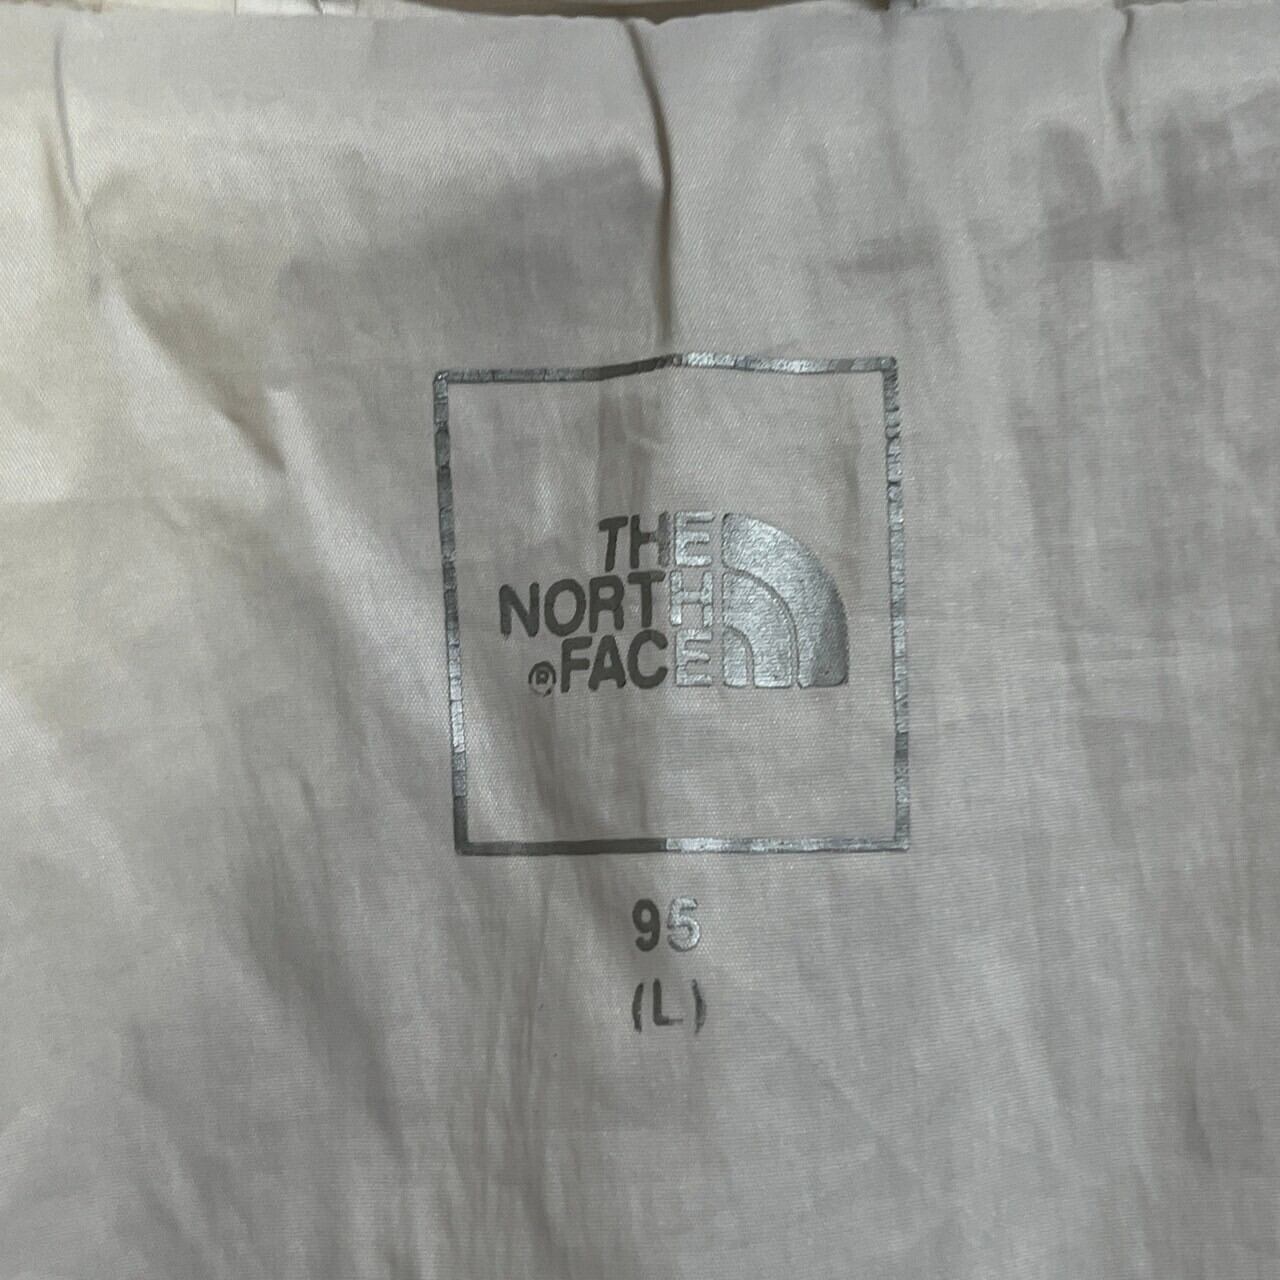 THE
NORTH
®FACE
95
(L)